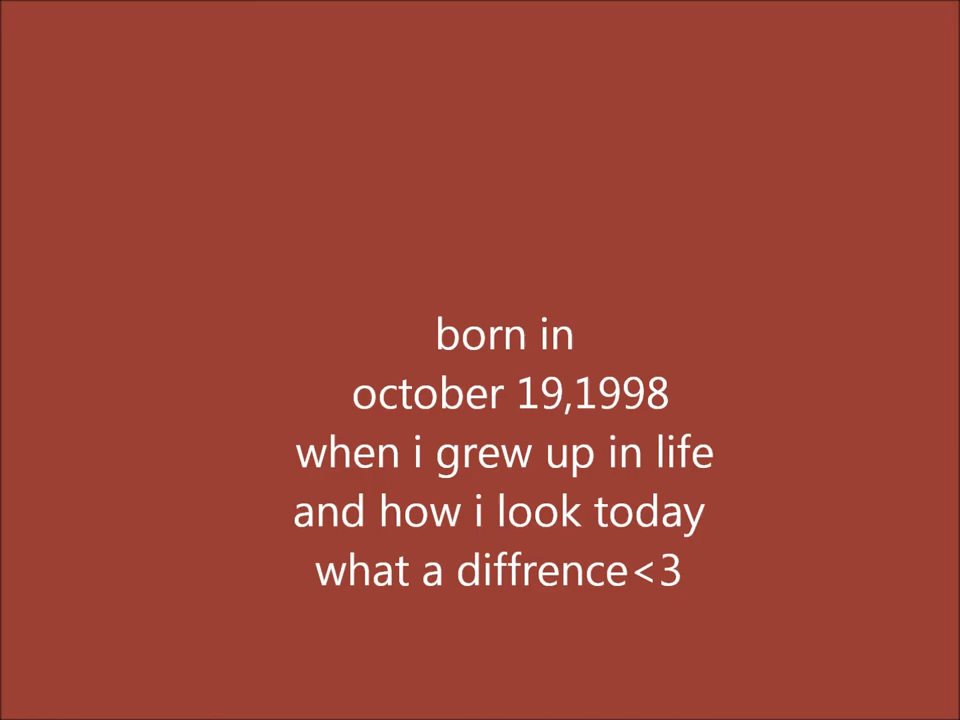 born in
october 19,1998
when i grew up in life
and how i look today
what a diffrence<3